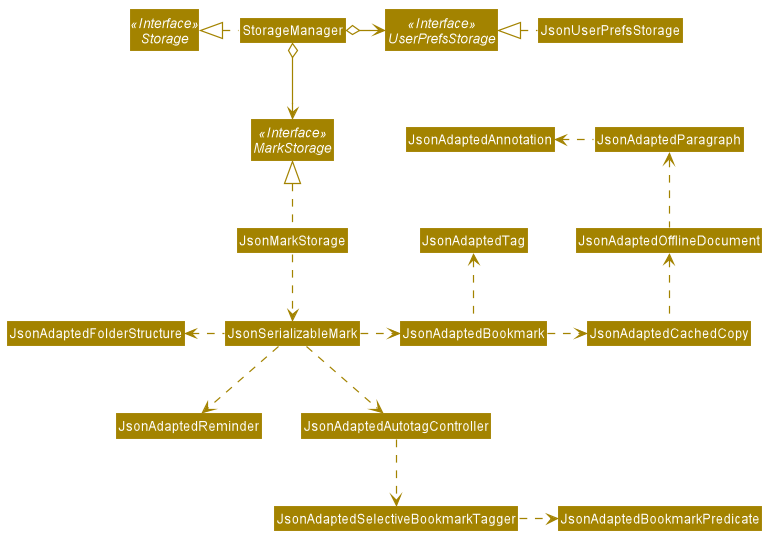 «Interface»
Storage
StorageManager
«Interface»
UserPrefsStorage
JsonUserPrefsStorage
«Interface»
MarkStorage
JsonAdaptedAnnotation
JsonAdaptedParagraph
JsonMarkStorage
JsonAdaptedTag
JsonAdaptedOfflineDocument
JsonAdaptedFolderStructure
JsonSerializableMark
JsonAdaptedBookmark
JsonAdaptedCachedCopy
JsonAdaptedReminder
JsonAdaptedAutotagController
JsonAdaptedSelectiveBookmarkTagger
JsonAdaptedBookmarkPredicate